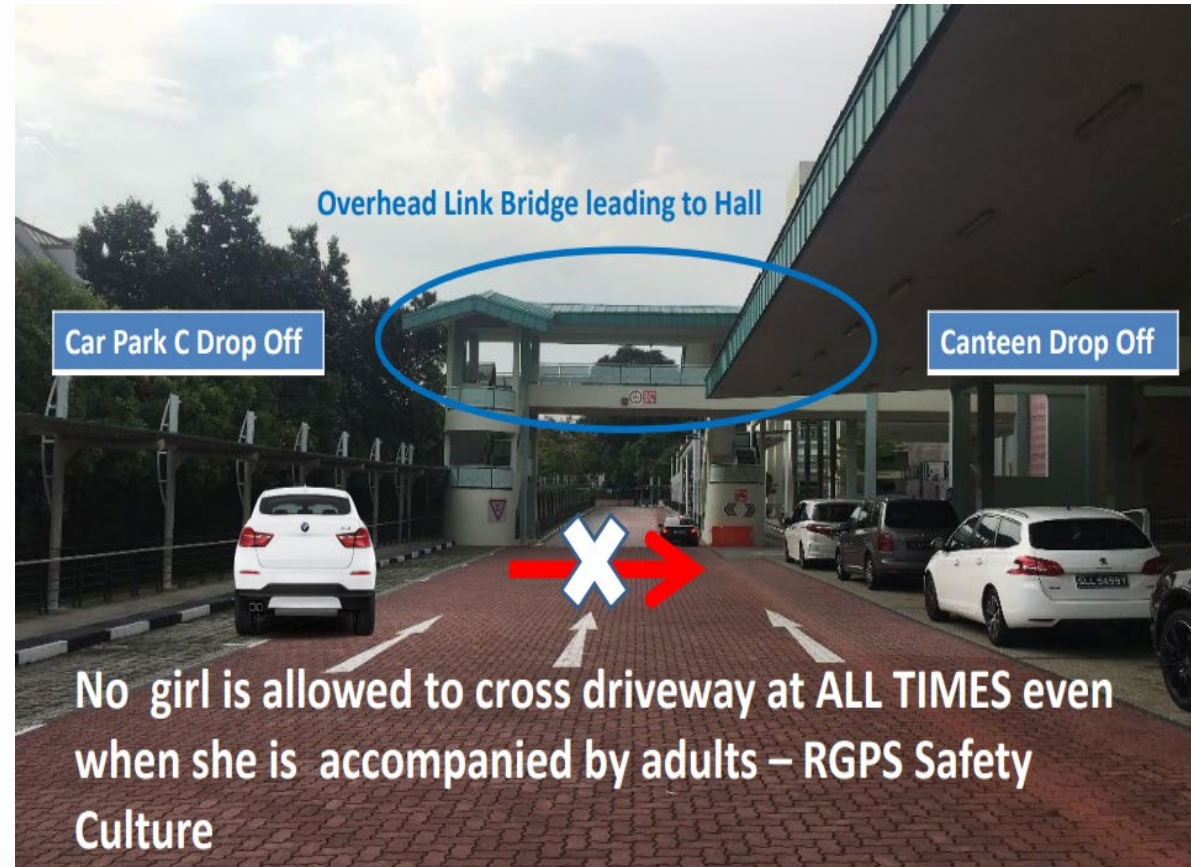 Overhead Link Bridge leading to Hall
Car Park C Drop Off
Canteen Drop Off
No girl is allowed to cross driveway at ALL TIMES even
when she is accompanied by adults – RGPS Safety
Culture